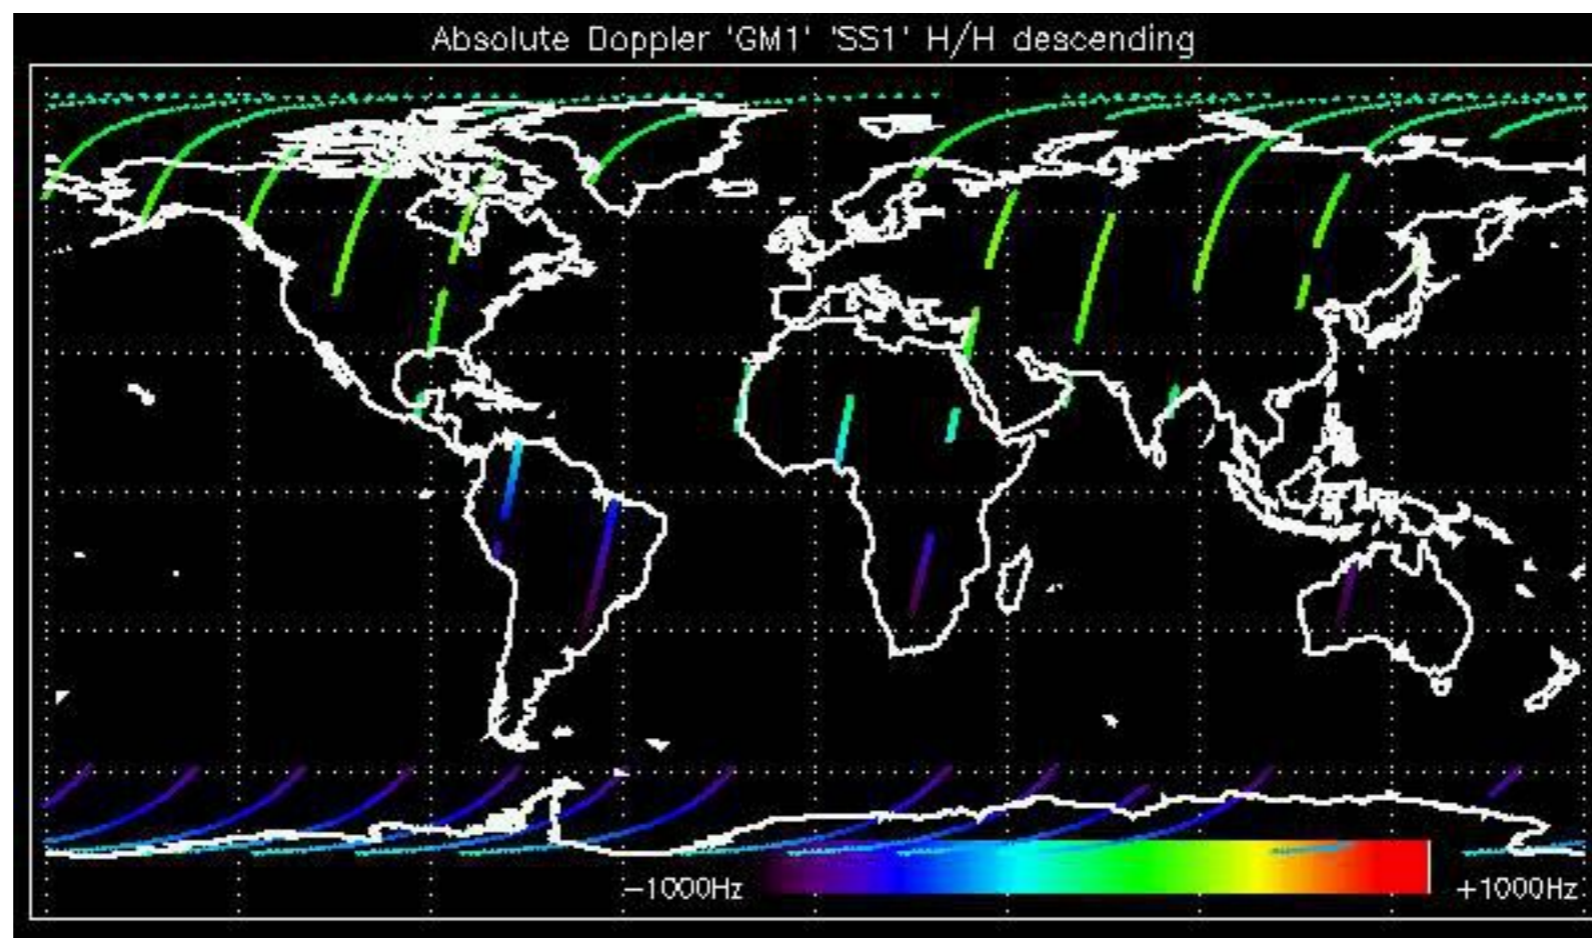 Absolute Doppler 'GM1' 'SS1' H/H descending
−1000Hz
+1000Hz